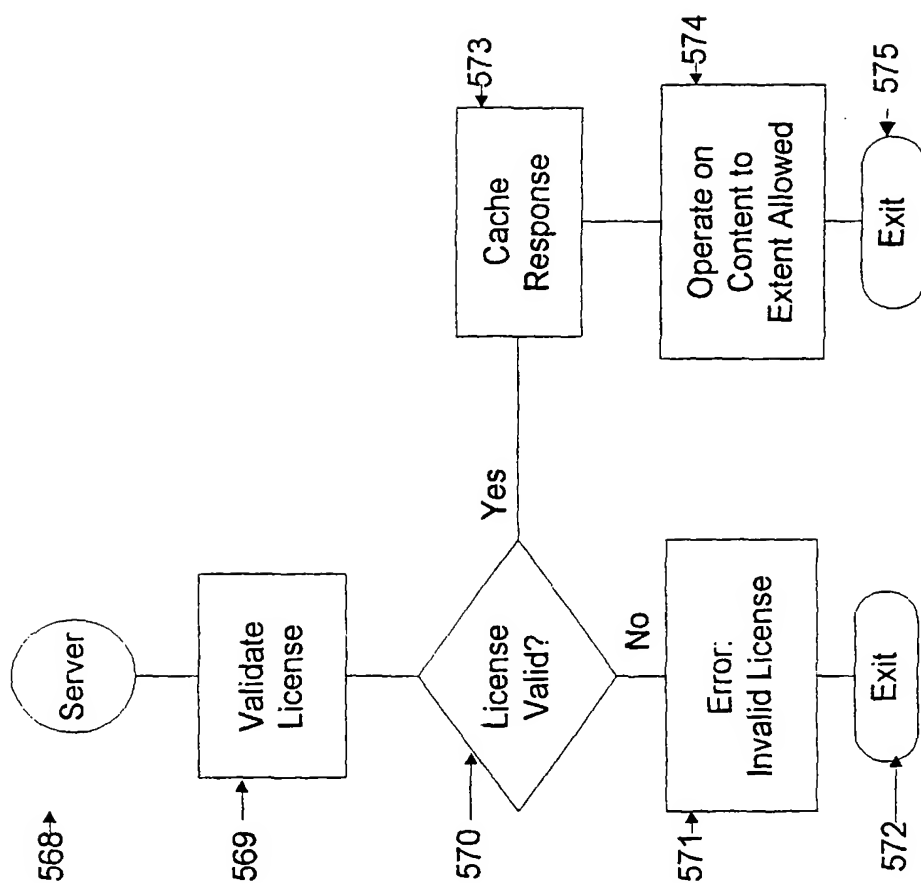 568
Server
569
Validate
License
570
License
Valid?
Yes
No
571
Error:
Invalid License
572
Exit
573
Cache
Response
574
Operate on
Content to
Extent Allowed
575
Exit